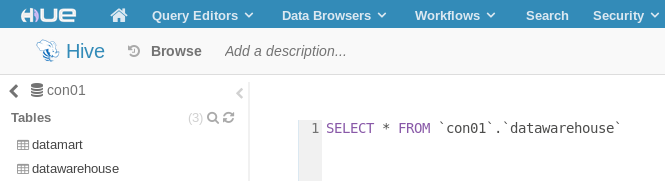 HUE Query Editors Data Browsers Workflows Search Security
Hive Browse Add a description...
con01
Tables (3)
datamart
datawarehouse
1 SELECT * FROM `con01`.`datawarehouse`